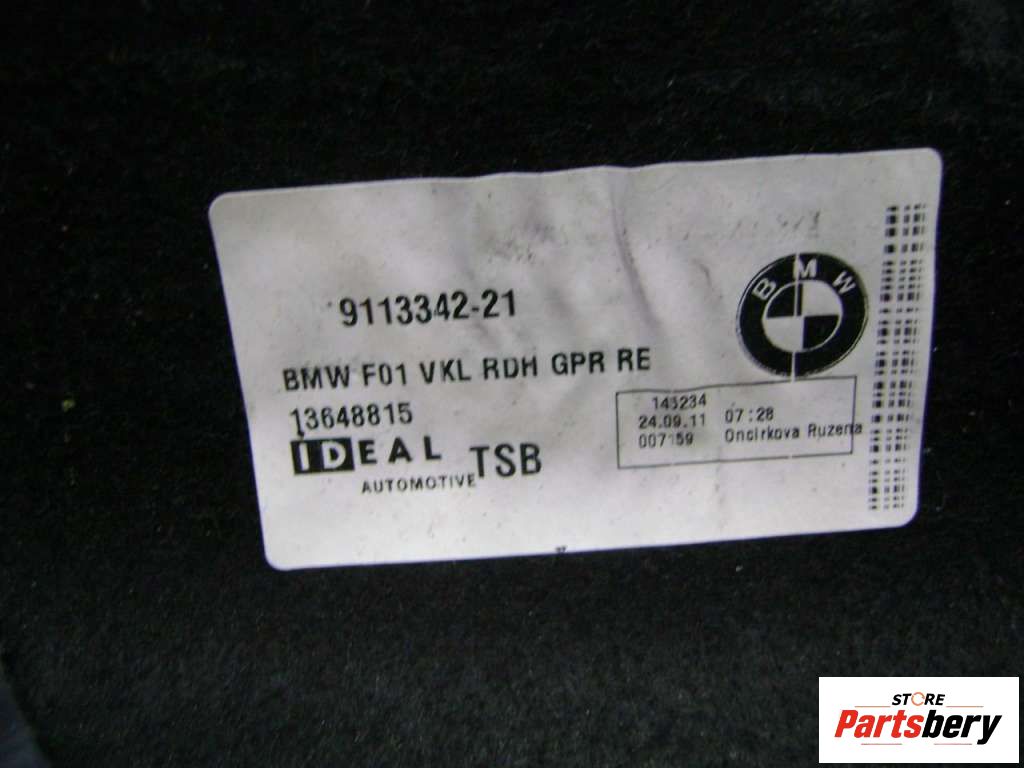 9113342-21
BMW
BMW F01 VKL RDH GPR RE
13648815
145234
24.09.11 07:28
007159 Oncirkova Ruzena
IDEAL TSB
AUTOMOTIVE
STORE
Partsbery